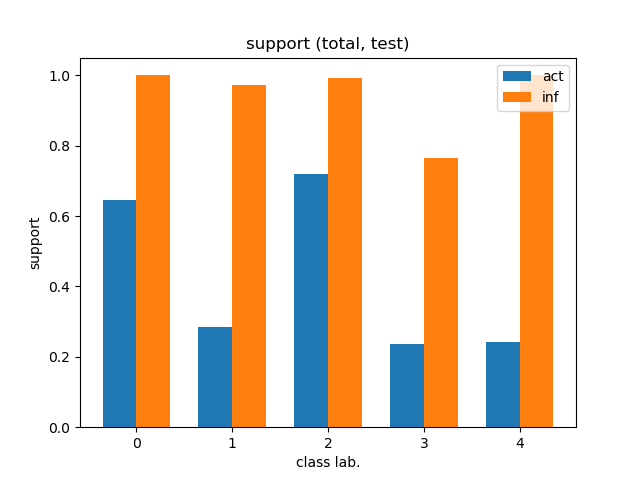 support (total, test)
act
inf
1.0
0.8
0.6
0.4
0.2
0.0
support
0 1 2 3 4
class lab.